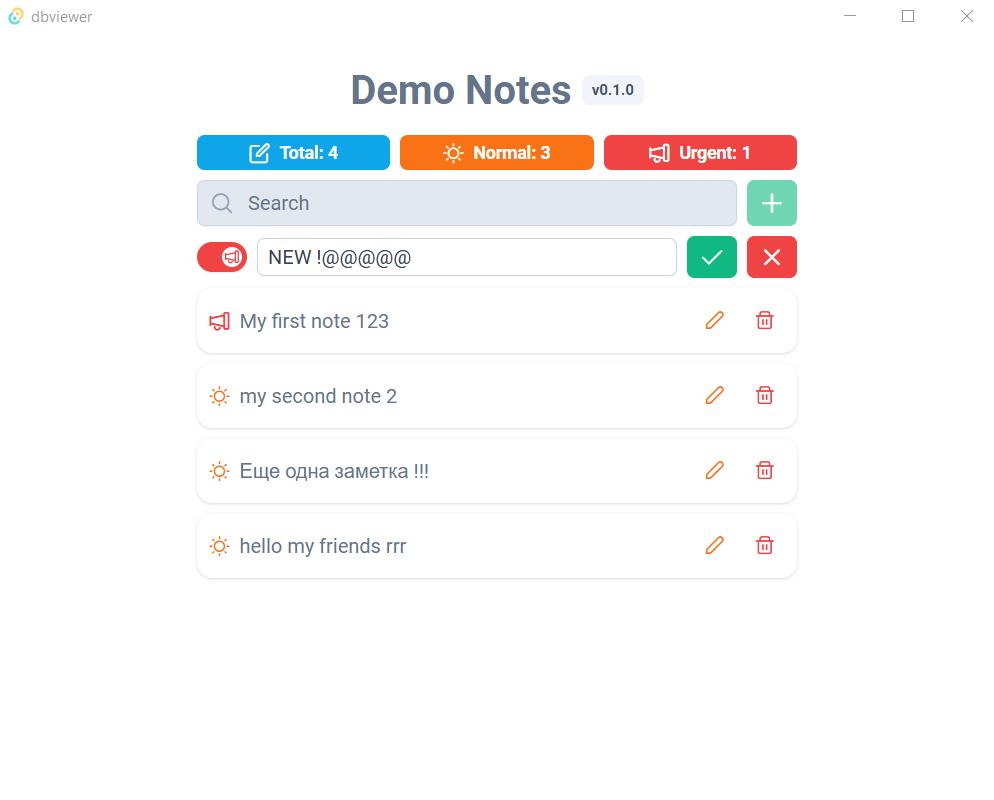 dbviewer
Demo Notes v0.1.0
Total: 4 Normal: 3 Urgent: 1
Search
NEW !@@@@@
My first note 123
my second note 2
Еще одна заметка !!!
hello my friends rrr